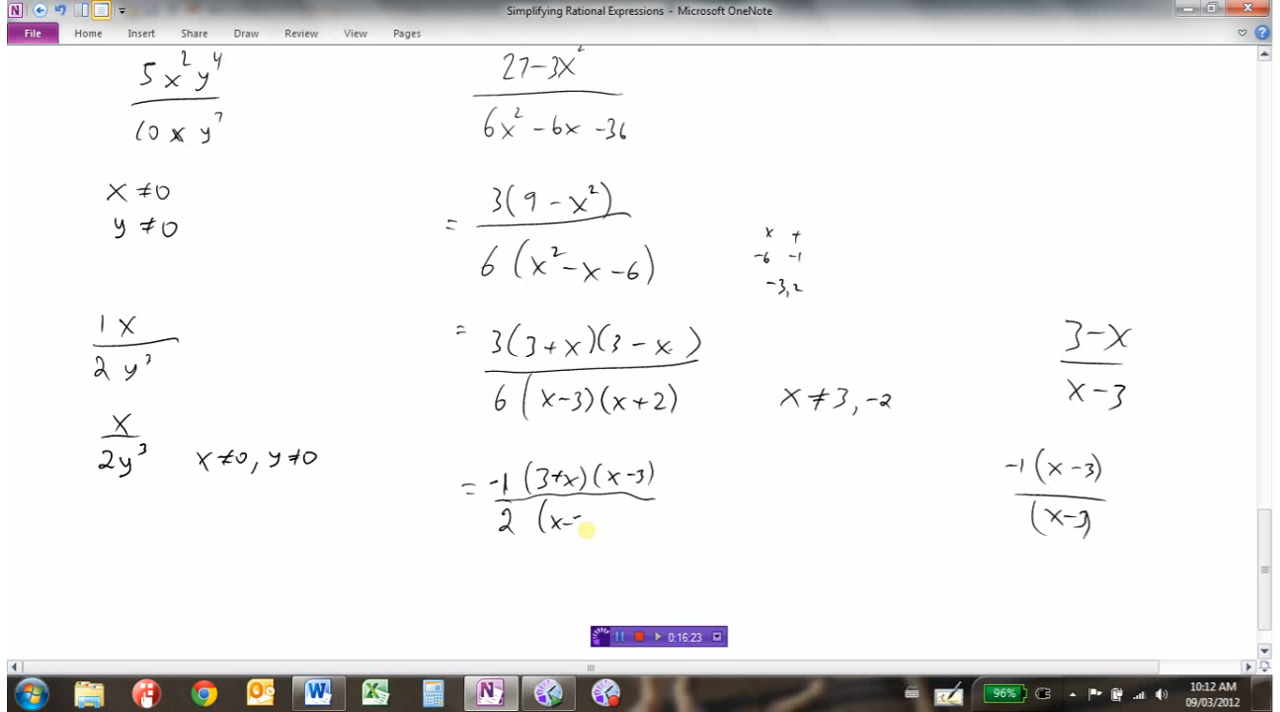 Simplifying Rational Expressions - Microsoft OneNote
File Home Insert Share Draw Review View Pages
5x²y⁴
10xy⁷
x ≠ 0
y ≠ 0
1x
2y³
x
2y³ x ≠ 0, y ≠ 0
27 - 3x²
6x² - 6x - 36
= 3(9 - x²)
6(x² - x - 6)
x +
-6 -1
-3, 2
= 3(3 + x)(3 - x)
6(x - 3)(x + 2) x ≠ 3, -2
= -1(3 + x)(x - 3)
2 (x -
3 - x
x - 3
-1(x - 3)
(x - 3)
0:16:23
96% 10:12 AM
09/03/2012